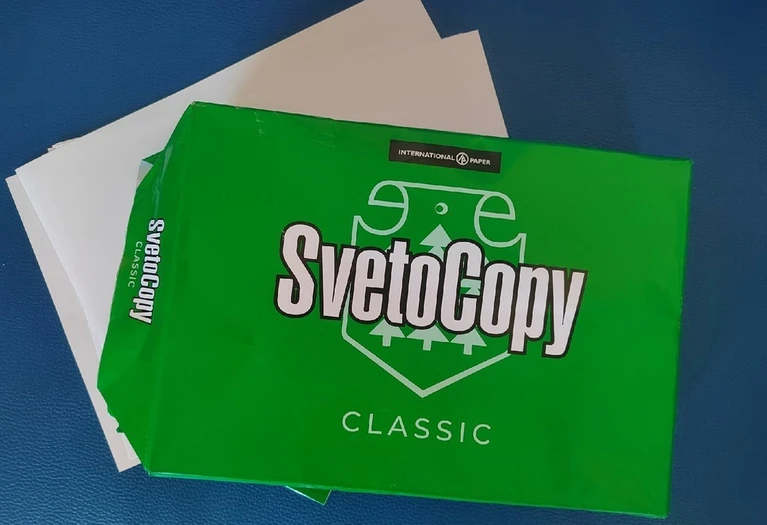 INTERNATIONAL PAPER
SvetoCopy
CLASSIC
SvetoCopy
CLASSIC